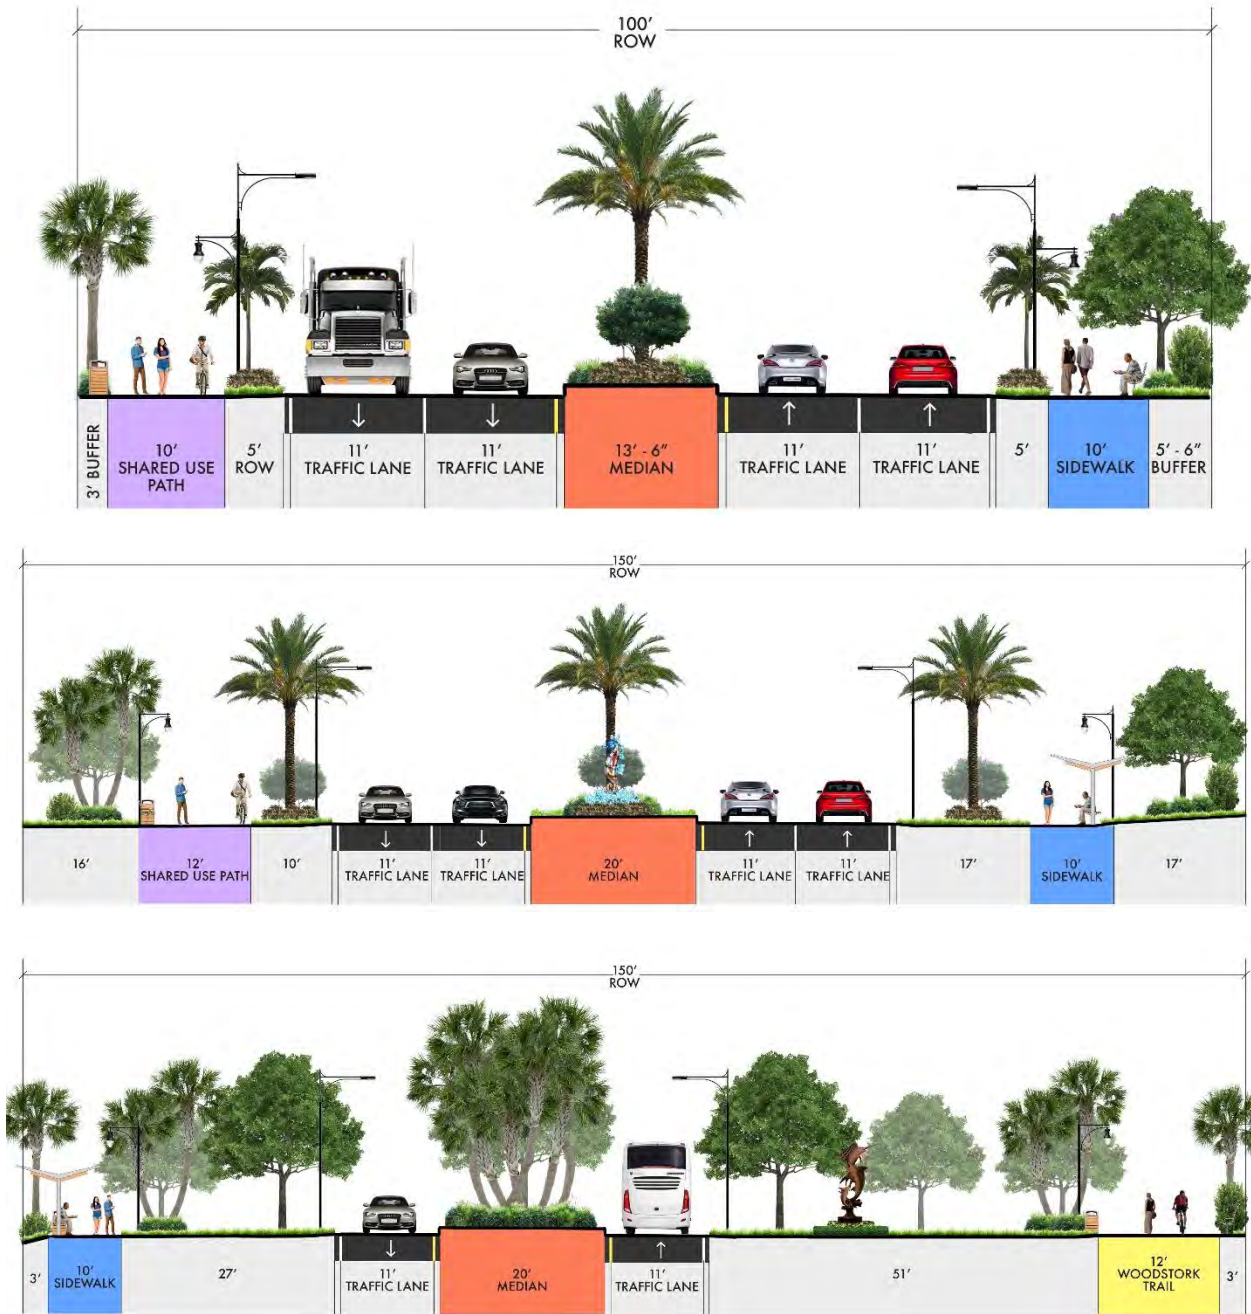 100'
ROW
3' BUFFER
10'
SHARED USE
PATH
5'
ROW
11'
TRAFFIC LANE
11'
TRAFFIC LANE
13' - 6"
MEDIAN
11'
TRAFFIC LANE
11'
TRAFFIC LANE
5'
10'
SIDEWALK
5' - 6"
BUFFER
150'
ROW
16'
12'
SHARED USE PATH
10'
11'
TRAFFIC LANE
11'
TRAFFIC LANE
20'
MEDIAN
11'
TRAFFIC LANE
11'
TRAFFIC LANE
17'
10'
SIDEWALK
17'
150'
ROW
3'
10'
SIDEWALK
27'
11'
TRAFFIC LANE
20'
MEDIAN
11'
TRAFFIC LANE
51'
12'
WOODSTORK
TRAIL
3'